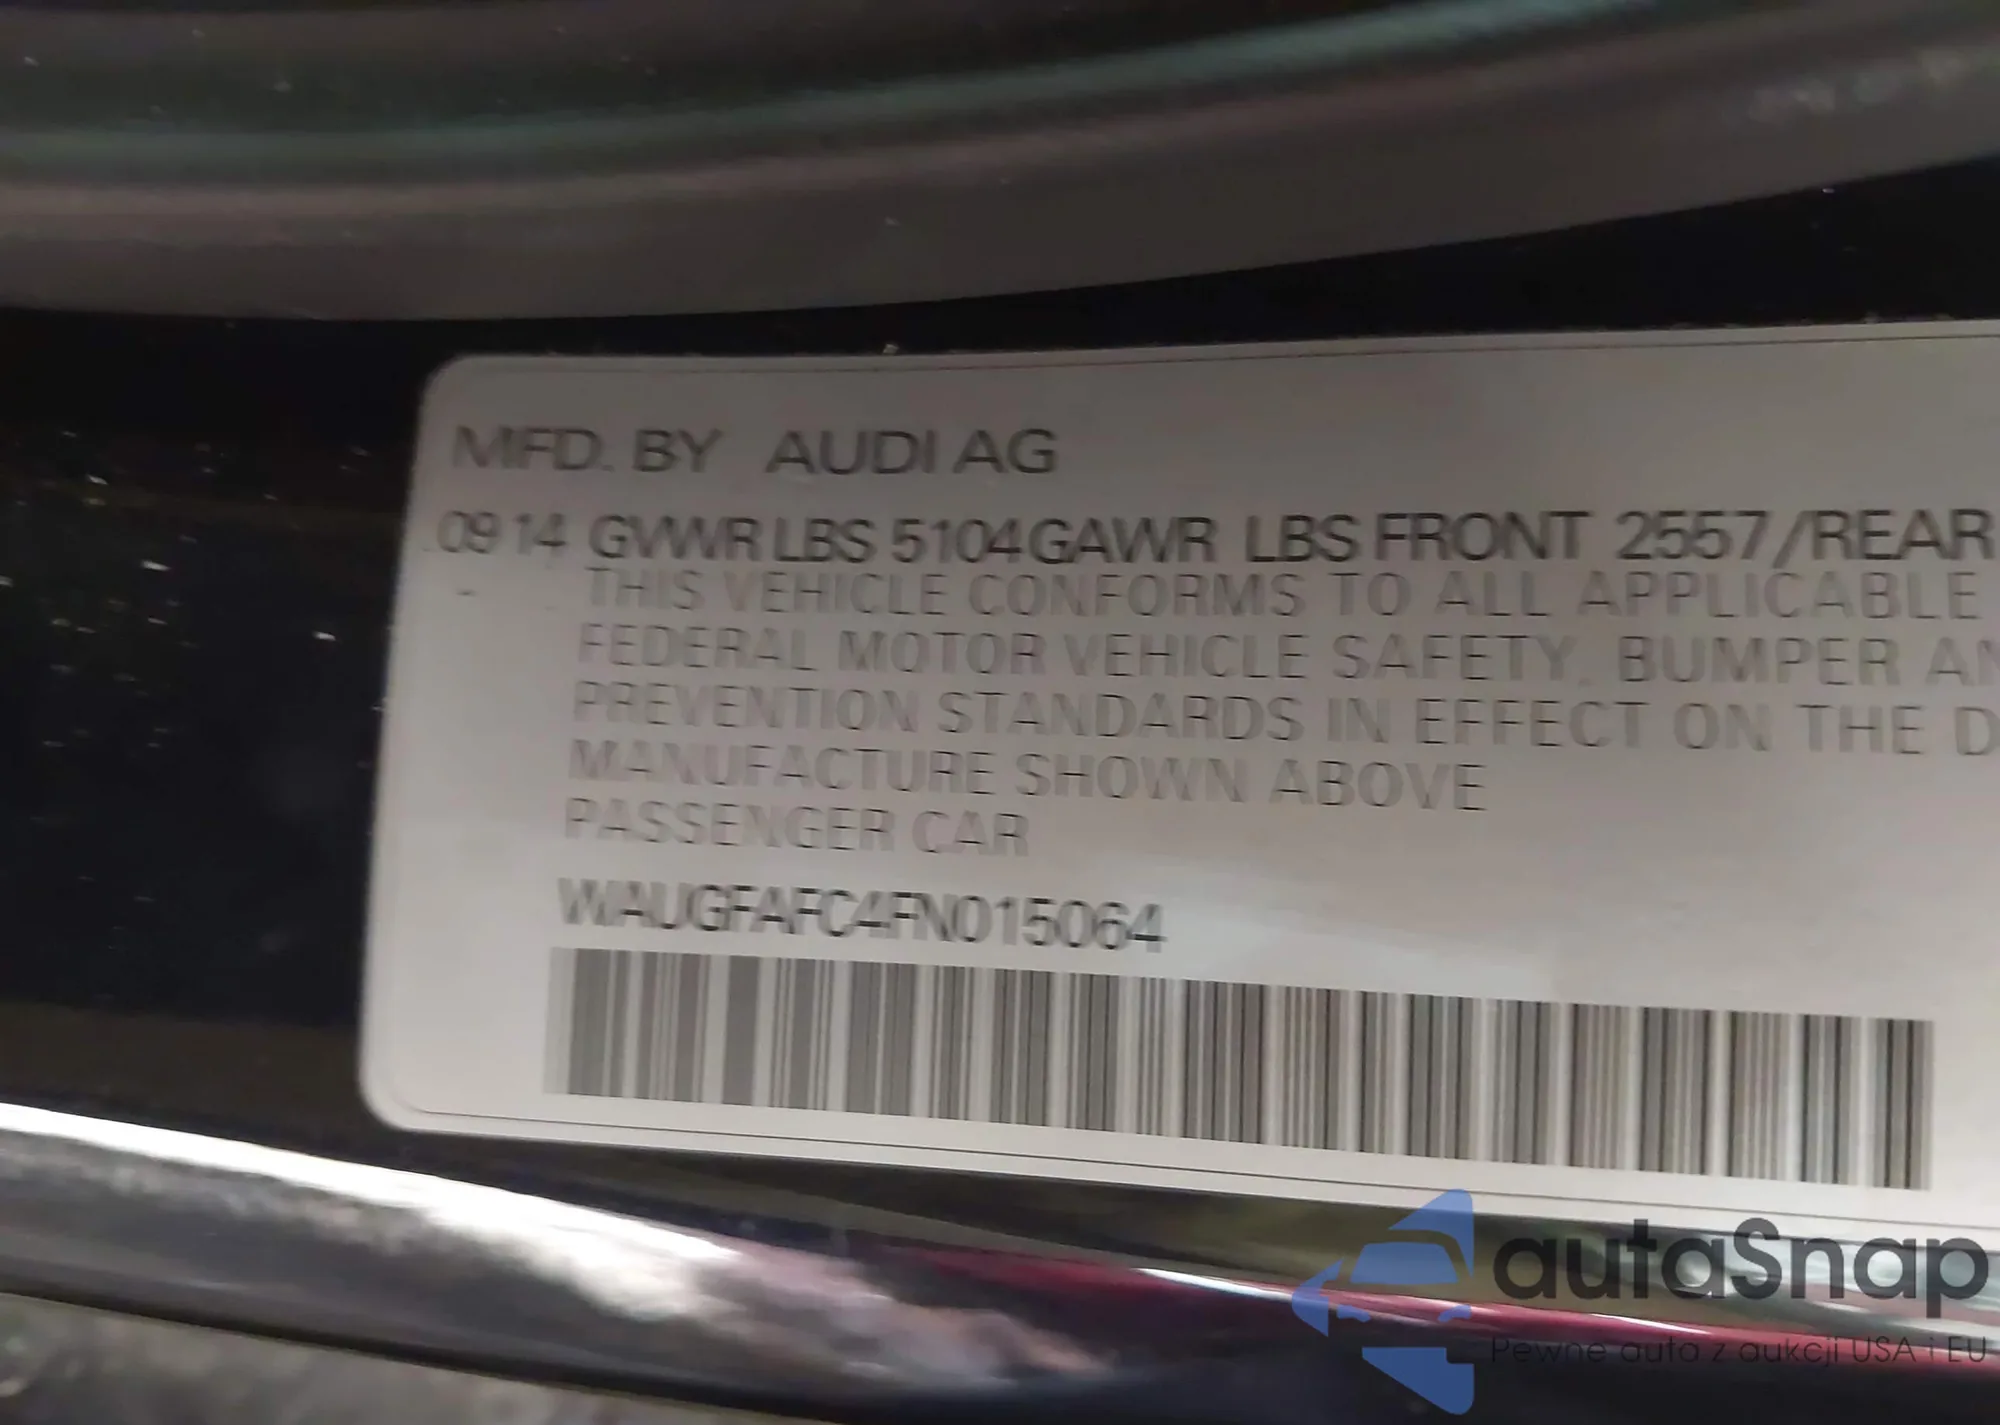 MFD. BY AUDI AG
09 14 GVWR LBS 5104 GAWR LBS FRONT 2557/REAR
THIS VEHICLE CONFORMS TO ALL APPLICABLE
FEDERAL MOTOR VEHICLE SAFETY, BUMPER AN
PREVENTION STANDARDS IN EFFECT ON THE D
MANUFACTURE SHOWN ABOVE
PASSENGER CAR
WAUGFAFC4FN015064
autaSnap
Pewne auta z aukcji USA i EU